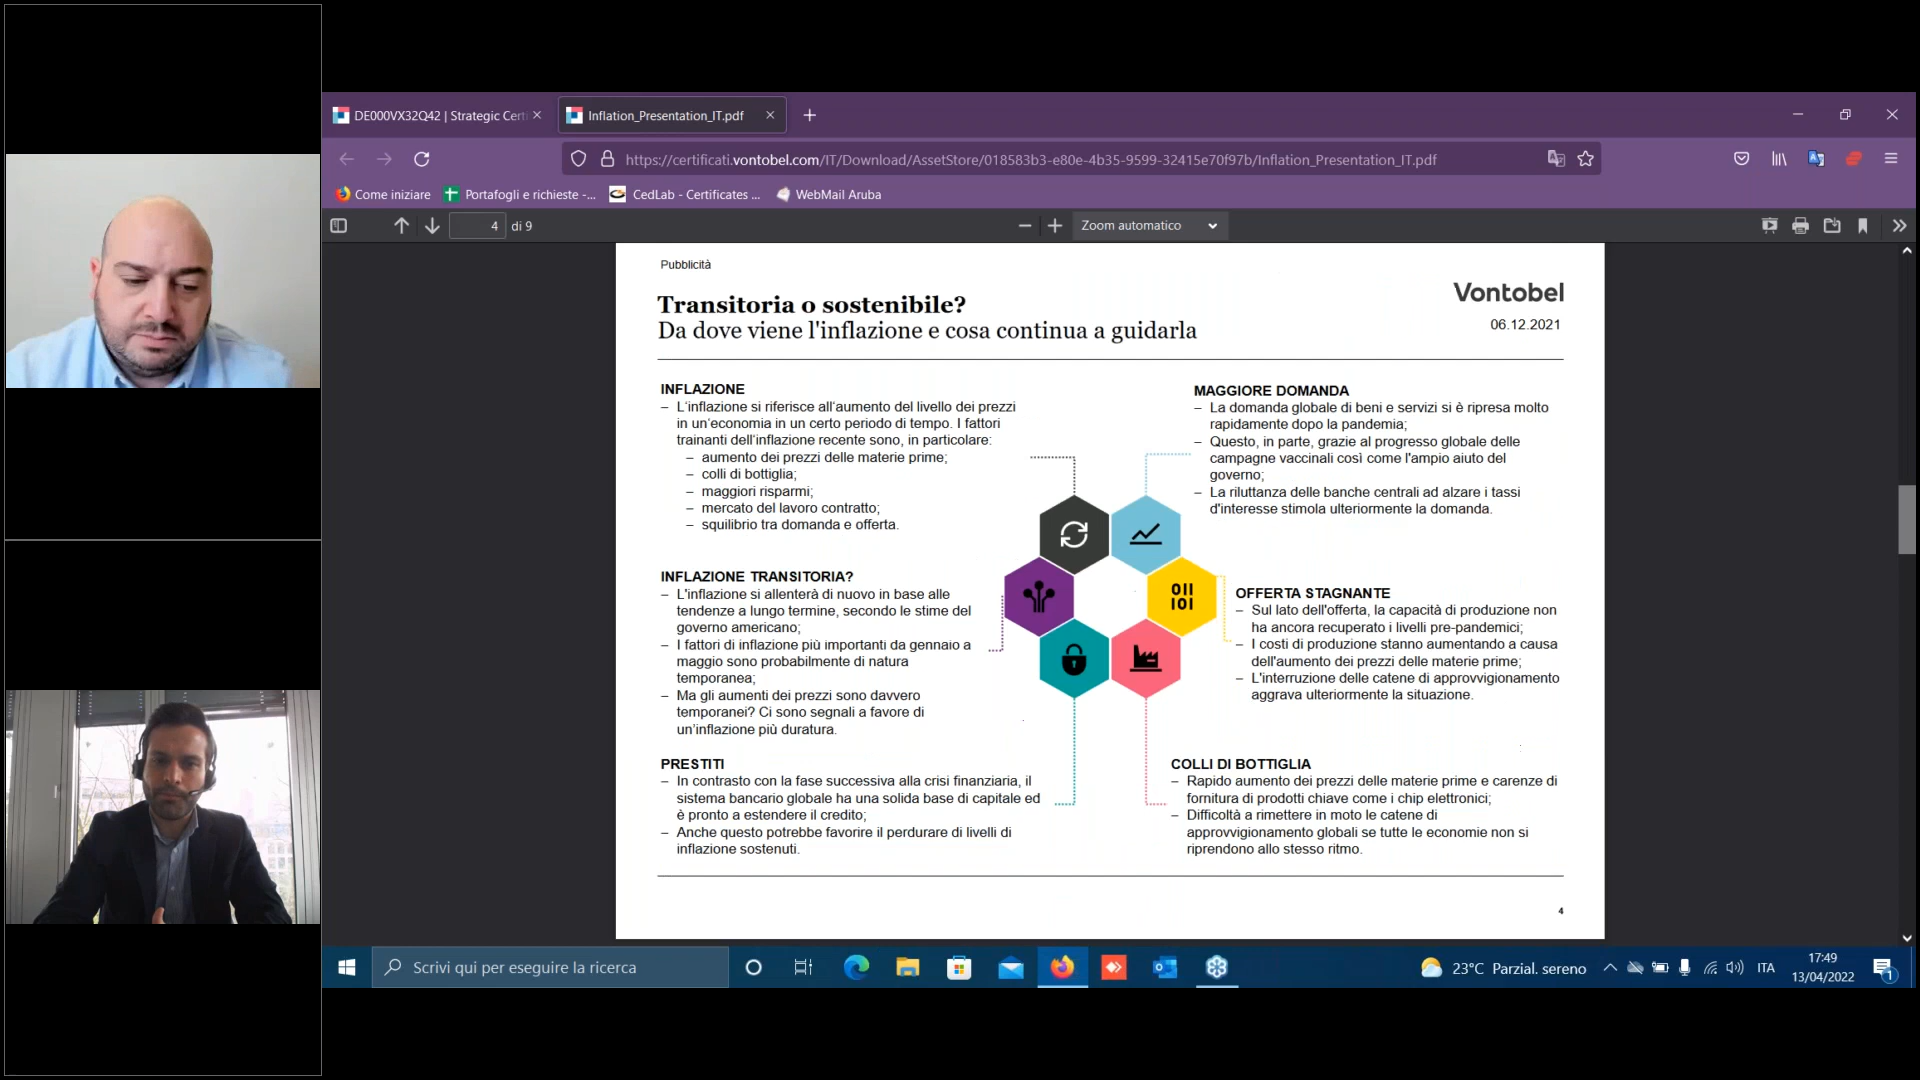 DE000VX32Q42 | Strategic Certi
Inflation_Presentation_IT.pdf
https://certificati.vontobel.com/IT/Download/AssetStore/018583b3-e80e-4b35-9599-32415e70f97b/Inflation_Presentation_IT.pdf
Come iniziare
Portafogli e richieste -...
CedLab - Certificates ...
WebMail Aruba
4 di 9
Zoom automatico
Pubblicità
Vontobel
06.12.2021
Transitoria o sostenibile?
Da dove viene l'inflazione e cosa continua a guidarla
INFLAZIONE
– L'inflazione si riferisce all'aumento del livello dei prezzi
in un'economia in un certo periodo di tempo. I fattori
trainanti dell'inflazione recente sono, in particolare:
– aumento dei prezzi delle materie prime;
– colli di bottiglia;
– maggiori risparmi;
– mercato del lavoro contratto;
– squilibrio tra domanda e offerta.
INFLAZIONE TRANSITORIA?
– L'inflazione si allenterà di nuovo in base alle
tendenze a lungo termine, secondo le stime del
governo americano;
– I fattori di inflazione più importanti da gennaio a
maggio sono probabilmente di natura
temporanea;
– Ma gli aumenti dei prezzi sono davvero
temporanei? Ci sono segnali a favore di
un'inflazione più duratura.
PRESTITI
– In contrasto con la fase successiva alla crisi finanziaria, il
sistema bancario globale ha una solida base di capitale ed
è pronto a estendere il credito;
– Anche questo potrebbe favorire il perdurare di livelli di
inflazione sostenuti.
MAGGIORE DOMANDA
– La domanda globale di beni e servizi si è ripresa molto
rapidamente dopo la pandemia;
– Questo, in parte, grazie al progresso globale delle
campagne vaccinali così come l'ampio aiuto del
governo;
– La riluttanza delle banche centrali ad alzare i tassi
d'interesse stimola ulteriormente la domanda.
OFFERTA STAGNANTE
– Sul lato dell'offerta, la capacità di produzione non
ha ancora recuperato i livelli pre-pandemici;
– I costi di produzione stanno aumentando a causa
dell'aumento dei prezzi delle materie prime;
– L'interruzione delle catene di approvvigionamento
aggrava ulteriormente la situazione.
COLLI DI BOTTIGLIA
– Rapido aumento dei prezzi delle materie prime e carenze di
fornitura di prodotti chiave come i chip elettronici;
– Difficoltà a rimettere in moto le catene di
approvvigionamento globali se tutte le economie non si
riprendono allo stesso ritmo.
4
Scrivi qui per eseguire la ricerca
23°C Parzial. sereno
ITA
17:49
13/04/2022
1